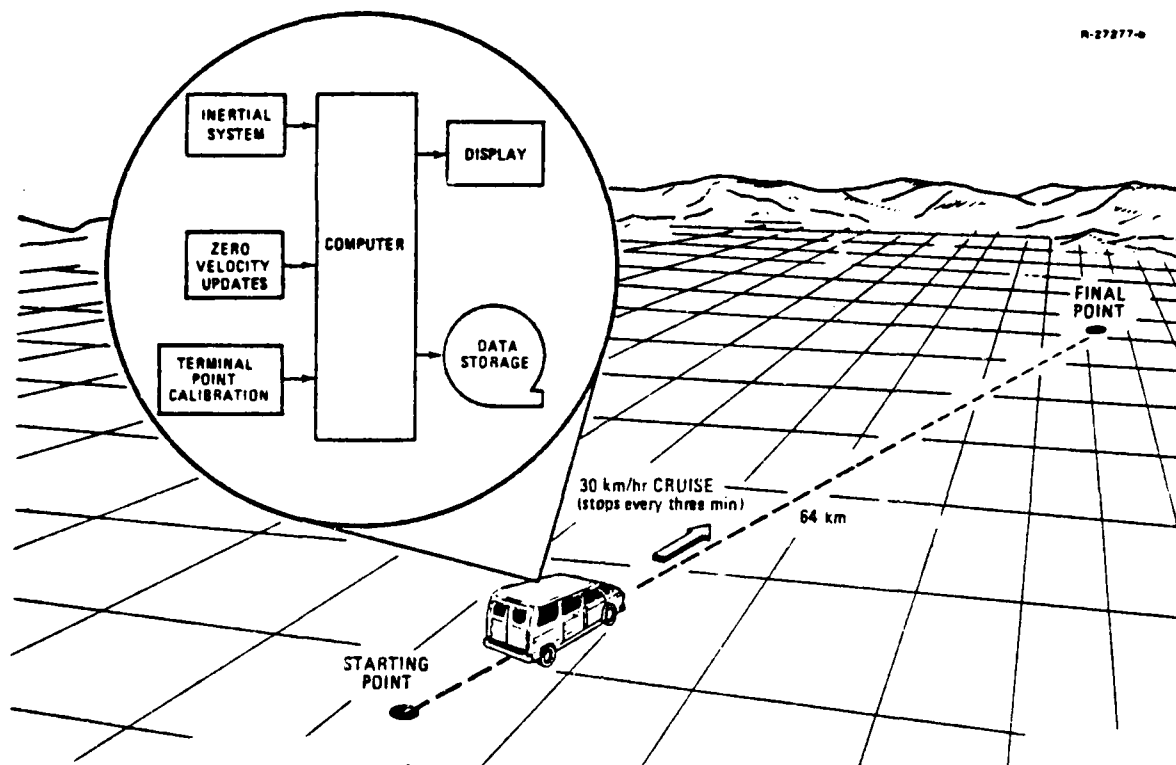 R-27277-b
INERTIAL
SYSTEM
DISPLAY
COMPUTER
ZERO
VELOCITY
UPDATES
DATA
STORAGE
TERMINAL
POINT
CALIBRATION
FINAL
POINT
30 km/hr CRUISE
(stops every three min)
64 km
STARTING
POINT